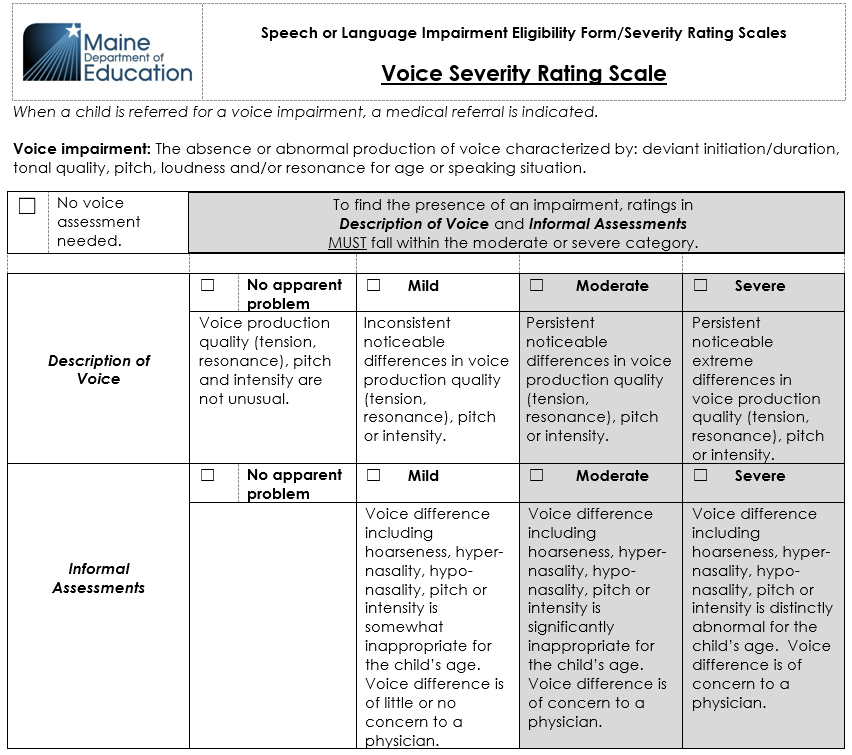 Maine
Department of
Education
Speech or Language Impairment Eligibility Form/Severity Rating Scales
Voice Severity Rating Scale
When a child is referred for a voice impairment, a medical referral is indicated.
Voice impairment: The absence or abnormal production of voice characterized by: deviant initiation/duration,
tonal quality, pitch, loudness and/or resonance for age or speaking situation.
☐ No voice
assessment
needed.
To find the presence of an impairment, ratings in
Description of Voice and Informal Assessments
MUST fall within the moderate or severe category.
Description of
Voice
☐ No apparent
problem
Voice production
quality (tension,
resonance), pitch
and intensity are
not unusual.
☐ Mild
Inconsistent
noticeable
differences in voice
production quality
(tension,
resonance), pitch
or intensity.
☐ Moderate
Persistent
noticeable
differences in voice
production quality
(tension,
resonance), pitch
or intensity.
☐ Severe
Persistent
noticeable
extreme
differences in
voice production
quality (tension,
resonance), pitch
or intensity.
Informal
Assessments
☐ No apparent
problem
☐ Mild
Voice difference
including
hoarseness, hyper-
nasality, hypo-
nasality, pitch or
intensity is
somewhat
inappropriate for
the child's age.
Voice difference is
of little or no
concern to a
physician.
☐ Moderate
Voice difference
including
hoarseness, hyper-
nasality, hypo-
nasality, pitch or
intensity is
significantly
inappropriate for
the child's age.
Voice difference is
of concern to a
physician.
☐ Severe
Voice difference
including
hoarseness, hyper-
nasality, hypo-
nasality, pitch or
intensity is distinctly
abnormal for the
child's age. Voice
difference is of
concern to a
physician.